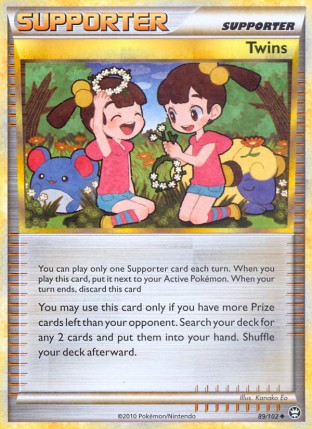 SUPPORTER
SUPPORTER
Twins
You can play only one Supporter card each turn. When you
play this card, put it next to your Active Pokémon. When your
turn ends, discard this card
You may use this card only if you have more Prize
cards left than your opponent. Search your deck for
any 2 cards and put them into your hand. Shuffle
your deck afterward.
Illus. Kanako Eo
©2010 Pokémon/Nintendo
89/102